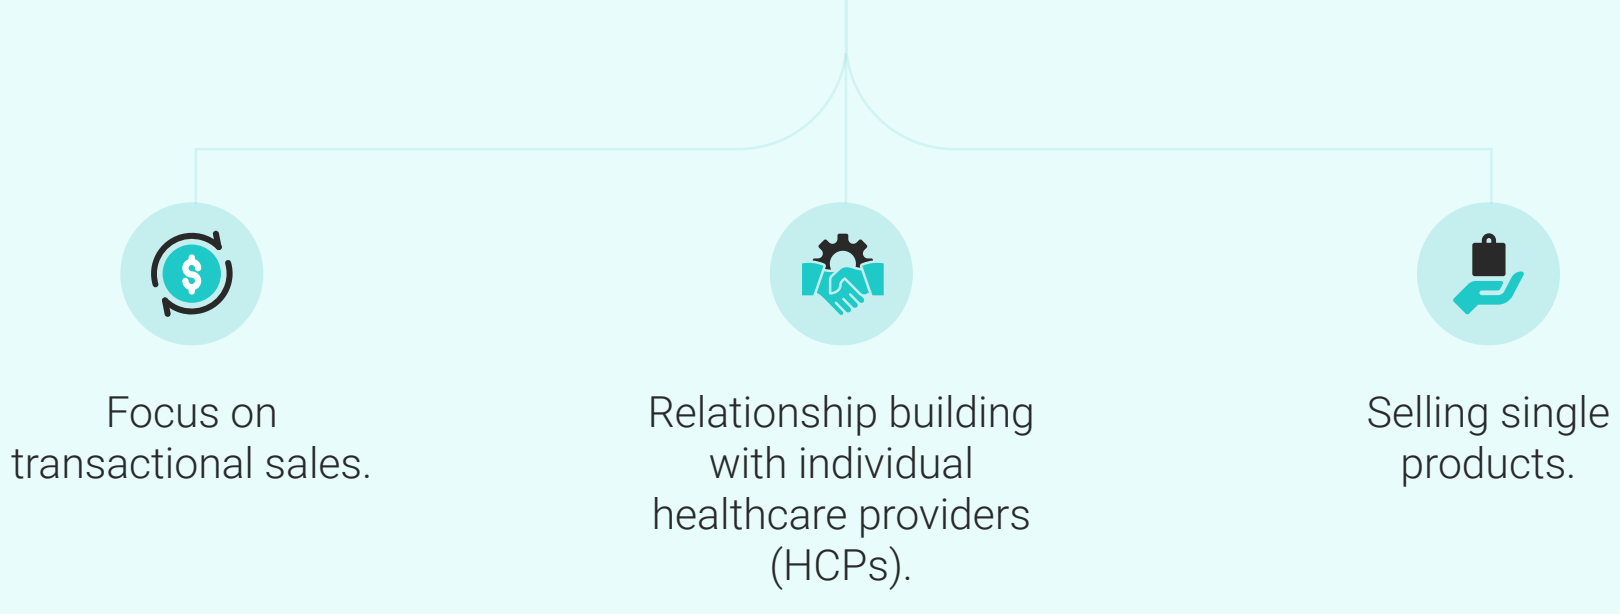 $
Focus on
transactional sales.
Relationship building
with individual
healthcare providers
(HCPs).
Selling single
products.